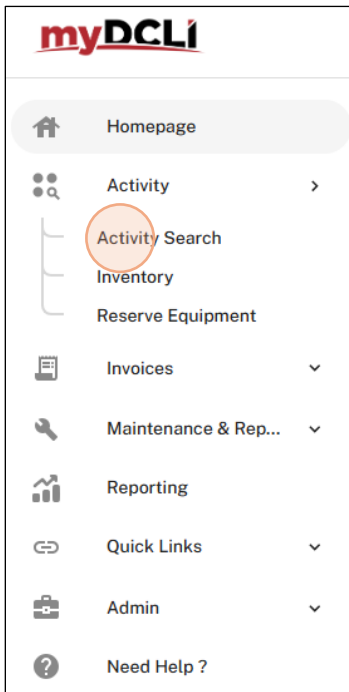 myDCLI
Homepage
Activity
Activity Search
Inventory
Reserve Equipment
Invoices
Maintenance & Rep...
Reporting
Quick Links
Admin
Need Help ?